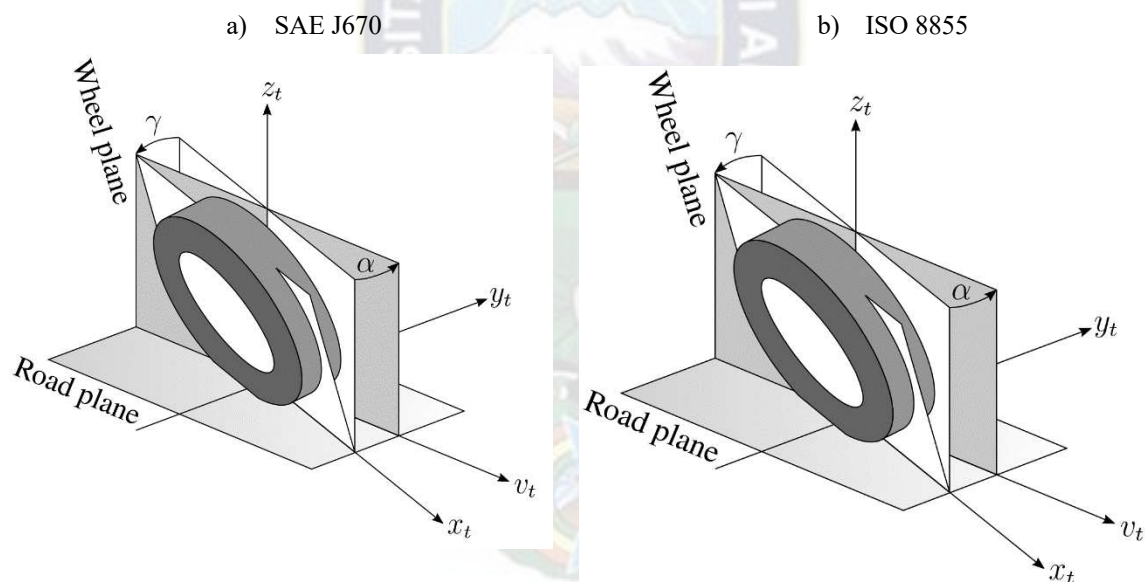 a) SAE J670
b) ISO 8855
Wheel plane
γ
z_t
α
y_t
Road plane
v_t
x_t
Wheel plane
γ
z_t
α
y_t
Road plane
v_t
x_t